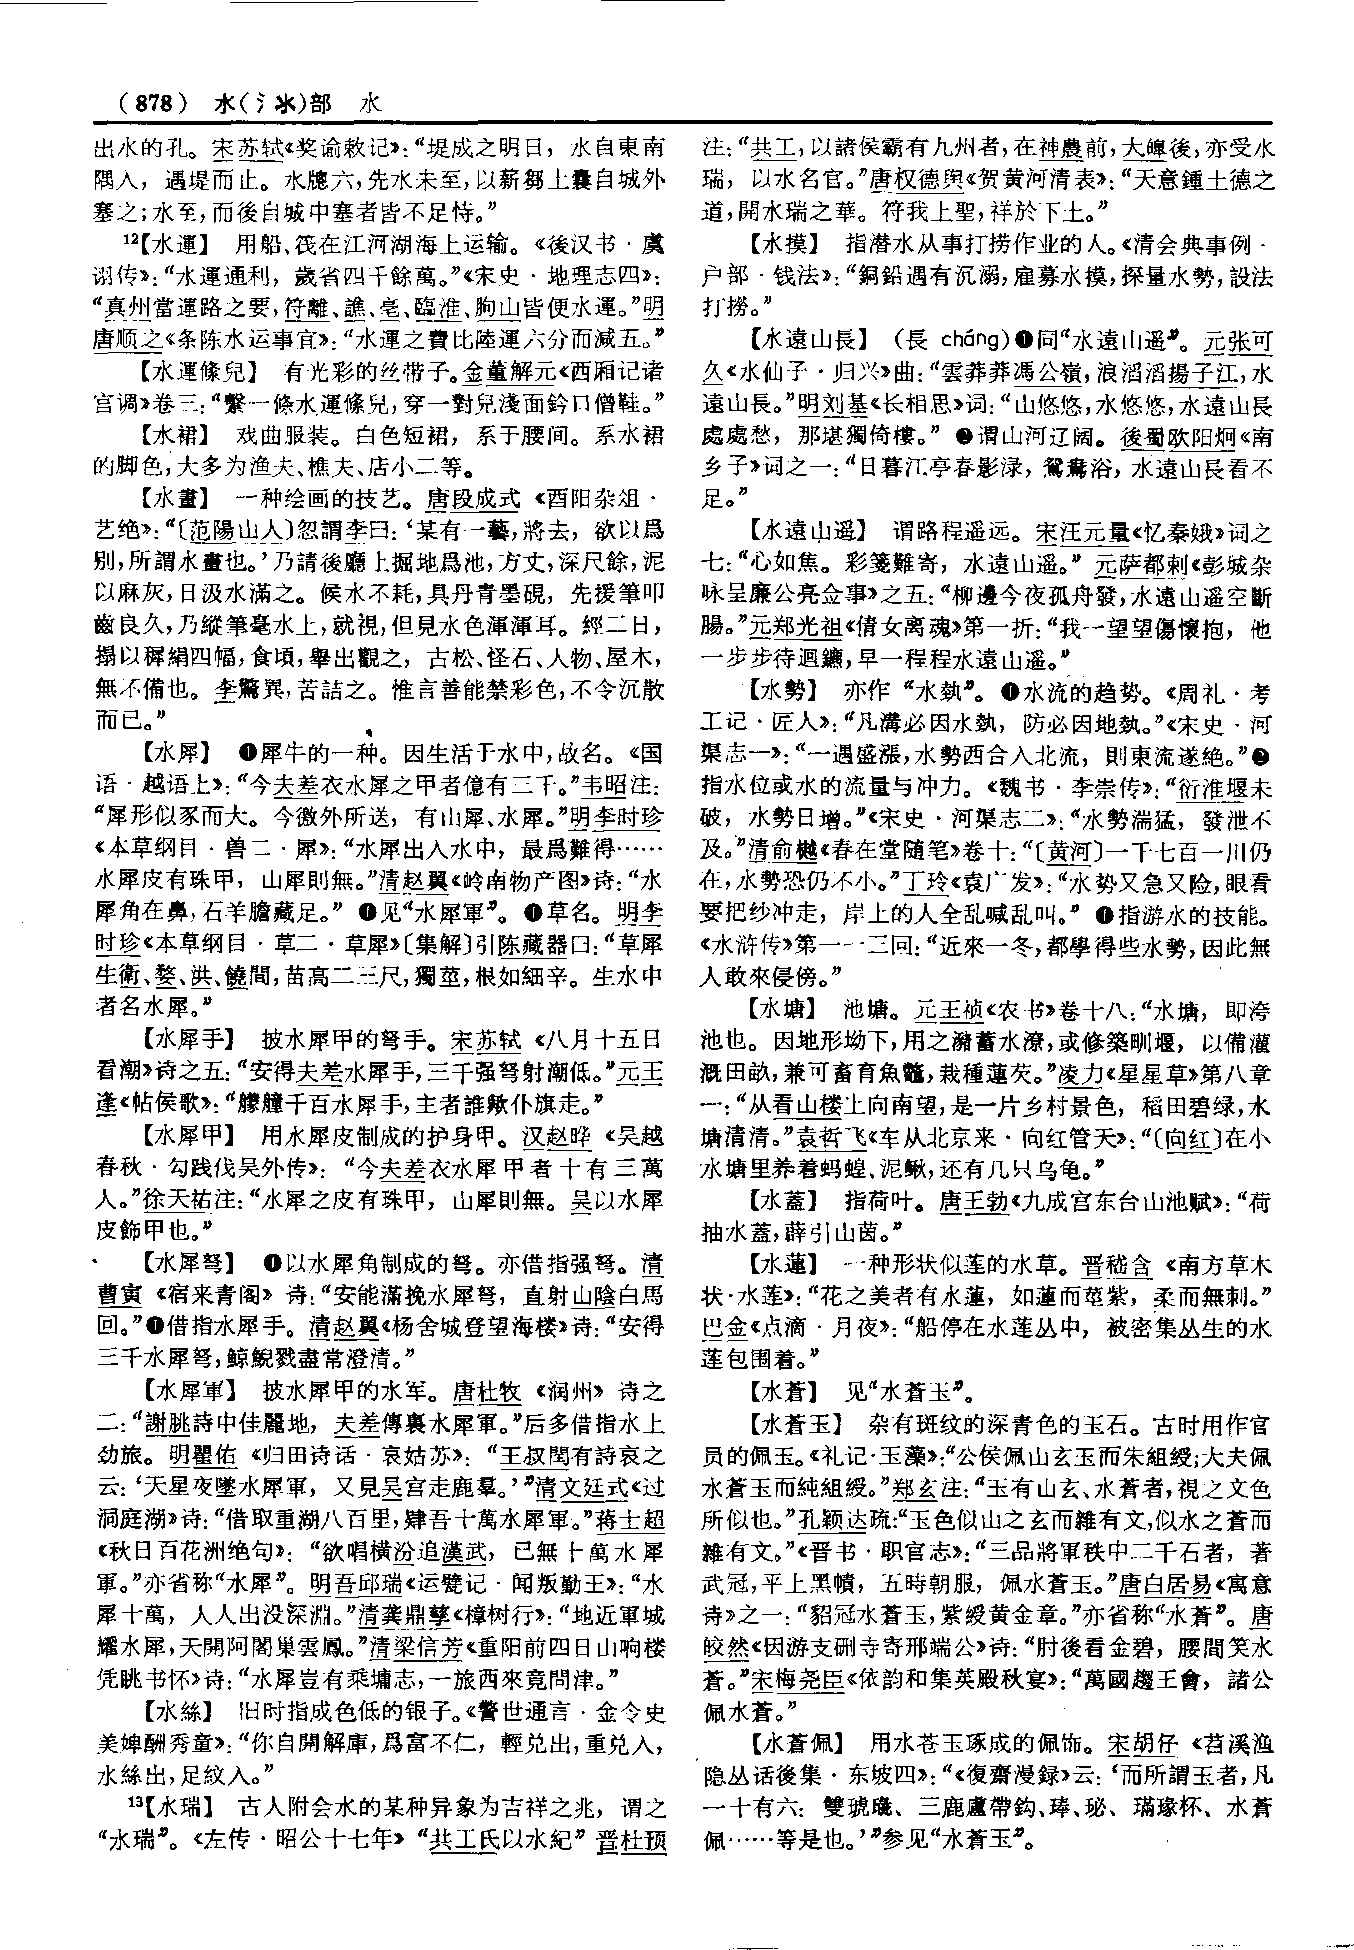 (878) 水(氵氺)部 水
出水的孔。宋苏轼《奖谕敕记》：“堤成之明日，水自東南
隅入，遇堤而止。水牕六，先水未至，以薪芻上囊自城外
塞之；水至，而後自城中塞者皆不足恃。”
12【水運】 用船、筏在江河湖海上运输。《後汉书·虞
诩传》：“水運通利，歲省四千餘萬。”《宋史·地理志四》：
“真州當運路之要，符離、譙、亳、臨淮、朐山皆便水運。”明
唐顺之《条陈水运事宜》：“水運之費比陸運六分而減五。”
【水運絛兒】 有光彩的丝带子。金董解元《西厢记诸
宫调》卷三：“繫一條水運絛兒，穿一對兒淺面鈐口僧鞋。”
【水裙】 戏曲服装。白色短裙，系于腰间。系水裙
的脚色，大多为渔夫、樵夫、店小二等。
【水畫】 一种绘画的技艺。唐段成式《酉阳杂俎·
艺绝》：“〔范陽山人〕忽謂李曰：‘某有一藝，將去，欲以爲
别，所謂水畫也。’乃請後廳上掘地爲池，方丈，深尺餘，泥
以麻灰，日汲水滿之。候水不耗，具丹青墨硯，先援筆叩
齒良久，乃縱筆毫水上，就視，但見水色渾渾耳。經二日，
搨以穉絹四幅，食頃，舉出觀之，古松、怪石、人物、屋木，
無不備也。李驚異，苦詰之。惟言善能禁彩色，不令沉散
而已。”
【水犀】 ❶犀牛的一种。因生活于水中，故名。《国
语·越语上》：“今夫差衣水犀之甲者億有三千。”韦昭注：
“犀形似豕而大。今徼外所送，有山犀、水犀。”明李时珍
《本草纲目·兽二·犀》：“水犀出入水中，最爲難得……
水犀皮有珠甲，山犀則無。”清赵翼《岭南物产图》诗：“水
犀角在鼻，石羊膽藏足。” ❶见“水犀軍”。 ❶草名。明李
时珍《本草纲目·草二·草犀》〔集解〕引陈藏器曰：“草犀
生衢、婺、洪、饒間，苗高二三尺，獨莖，根如細辛。生水中
者名水犀。”
【水犀手】 披水犀甲的弩手。宋苏轼《八月十五日
看潮》诗之五：“安得夫差水犀手，三千强弩射潮低。”元王
逢《帖侯歌》：“艨艟千百水犀手，主者誰歟仆旗走。”
【水犀甲】 用水犀皮制成的护身甲。汉赵晔《吴越
春秋·勾践伐吴外传》：“今夫差衣水犀甲者十有三萬
人。”徐天祐注：“水犀之皮有珠甲，山犀則無。吴以水犀
皮飾甲也。”
【水犀弩】 ❶以水犀角制成的弩。亦借指强弩。清
曹寅《宿来青阁》诗：“安能滿挽水犀弩，直射山陰白馬
回。”❶借指水犀手。清赵翼《杨舍城登望海楼》诗：“安得
三千水犀弩，鲸鯢戮盡常澄清。”
【水犀軍】 披水犀甲的水军。唐杜牧《润州》诗之
二：“謝朓詩中佳麗地，夫差傳裏水犀軍。”后多借指水上
劲旅。明瞿佑《归田诗话·哀姑苏》：“王叔閏有詩哀之
云：‘天星夜墜水犀軍，又見吴宫走鹿羣。’”清文廷式《过
洞庭湖》诗：“借取重湖八百里，肄吾十萬水犀軍。”蒋士超
《秋日百花洲绝句》：“欲唱橫汾追漢武，已無十萬水犀
軍。”亦省称“水犀”。明吾邱瑞《运甓记·闻叛勤王》：“水
犀十萬，人人出没深淵。”清龚鼎孳《樟树行》：“地近軍城
耀水犀，天開阿閣巢雲鳳。”清梁信芳《重阳前四日山响楼
凭眺书怀》诗：“水犀豈有乘墉志，一旅西來竟問津。”
【水絲】 旧时指成色低的银子。《警世通言·金令史
美婢酬秀童》：“你自開解庫，爲富不仁，輕兑出，重兑入，
水絲出，足紋入。”
13【水瑞】 古人附会水的某种异象为吉祥之兆，谓之
“水瑞”。《左传·昭公十七年》“共工氏以水紀”晋杜预
注：“共工，以諸侯霸有九州者，在神農前，大皞後，亦受水
瑞，以水名官。”唐权德舆《贺黄河清表》：“天意鍾土德之
道，開水瑞之華。符我上聖，祥於下土。”
【水摸】 指潜水从事打捞作业的人。《清会典事例·
户部·钱法》：“銅鉛遇有沉溺，雇募水摸，探量水勢，設法
打撈。”
【水遠山長】 （長 cháng）❶同“水遠山遥”。元张可
久《水仙子·归兴》曲：“雲莽莽馮公嶺，浪滔滔揚子江，水
遠山長。”明刘基《长相思》词：“山悠悠，水悠悠，水遠山長
處處愁，那堪獨倚樓。” ❷谓山河辽阔。後蜀欧阳炯《南
乡子》词之一：“日暮江亭春影渌，鴛鴦浴，水遠山長看不
足。”
【水遠山遥】 谓路程遥远。宋汪元量《忆秦娥》词之
七：“心如焦。彩箋難寄，水遠山遥。” 元萨都剌《彭城杂
咏呈廉公亮佥事》之五：“柳邊今夜孤舟發，水遠山遥空斷
腸。”元郑光祖《倩女离魂》第一折：“我一望望傷懷抱，他
一步步待迴鑣，早一程程水遠山遥。”
【水勢】 亦作“水埶”。❶水流的趋势。《周礼·考
工记·匠人》：“凡溝必因水埶，防必因地埶。”《宋史·河
渠志一》：“一遇盛漲，水勢西合入北流，則東流遂絶。”❷
指水位或水的流量与冲力。《魏书·李崇传》：“衍淮堰未
破，水勢日增。”《宋史·河渠志二》：“水勢湍猛，發泄不
及。”清俞樾《春在堂随笔》卷十：“〔黄河〕一千七百一川仍
在，水勢恐仍不小。”丁玲《袁广发》：“水势又急又险，眼看
要把纱冲走，岸上的人全乱喊乱叫。” ❶指游水的技能。
《水浒传》第一一三回：“近來一冬，都學得些水勢，因此無
人敢來侵傍。”
【水塘】 池塘。元王祯《农书》卷十八：“水塘，即洿
池也。因地形坳下，用之瀦蓄水潦，或修築畎堰，以備灌
溉田畝，兼可畜育魚鼈，栽種蓮芡。”凌力《星星草》第八章
一：“从看山楼上向南望，是一片乡村景色，稻田碧绿，水
塘清清。”袁哲飞《车从北京来·向红管天》：“〔向红〕在小
水塘里养着蚂蝗、泥鳅，还有几只乌龟。”
【水蓋】 指荷叶。唐王勃《九成宫东台山池赋》：“荷
抽水蓋，薜引山茵。”
【水蓮】 一种形状似莲的水草。晋嵇含《南方草木
状·水莲》：“花之美者有水蓮，如蓮而莖紫，柔而無刺。”
巴金《点滴·月夜》：“船停在水莲丛中，被密集丛生的水
莲包围着。”
【水蒼】 见“水蒼玉”。
【水蒼玉】 杂有斑纹的深青色的玉石。古时用作官
员的佩玉。《礼记·玉藻》：“公侯佩山玄玉而朱組綬；大夫佩
水蒼玉而純組綬。”郑玄注：“玉有山玄、水蒼者，視之文色
所似也。”孔颖达疏：“玉色似山之玄而雜有文，似水之蒼而
雜有文。”《晋书·职官志》：“三品將軍秩中二千石者，著
武冠，平上黑幘，五時朝服，佩水蒼玉。”唐白居易《寓意
诗》之一：“貂冠水蒼玉，紫綬黄金章。”亦省称“水蒼”。唐
皎然《因游支硎寺寄邢端公》诗：“肘後看金碧，腰間笑水
蒼。”宋梅尧臣《依韵和集英殿秋宴》：“萬國趨王會，諸公
佩水蒼。”
【水蒼佩】 用水苍玉琢成的佩饰。宋胡仔《苕溪渔
隐丛话後集·东坡四》：“《復齋漫録》云：‘而所謂玉者，凡
一十有六：雙琥璏、三鹿盧帶鈎、琫、珌、璊瑑杯、水蒼
佩……等是也。’”参见“水蒼玉”。